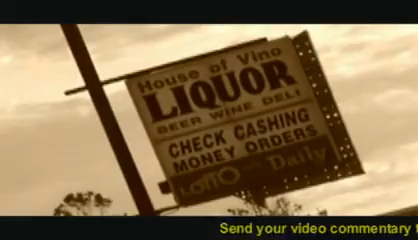 House of Vino
LIQUOR
BEER WINE DELI
CHECK CASHING
MONEY ORDERS
LOTTO Daily
Send your video commentary